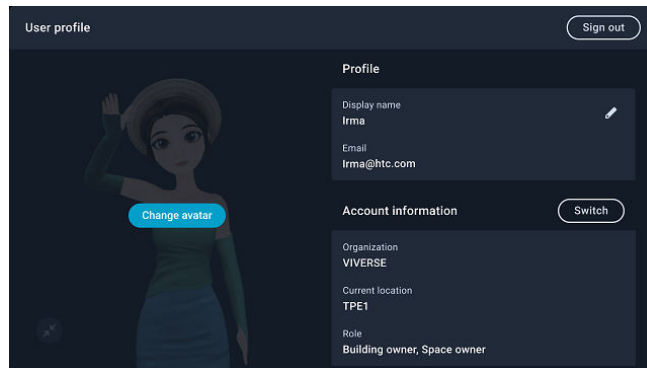 User profile
Sign out
Change avatar
Profile
Display name
Irma
Email
Irma@htc.com
Account information
Switch
Organization
VIVERSE
Current location
TPE1
Role
Building owner, Space owner